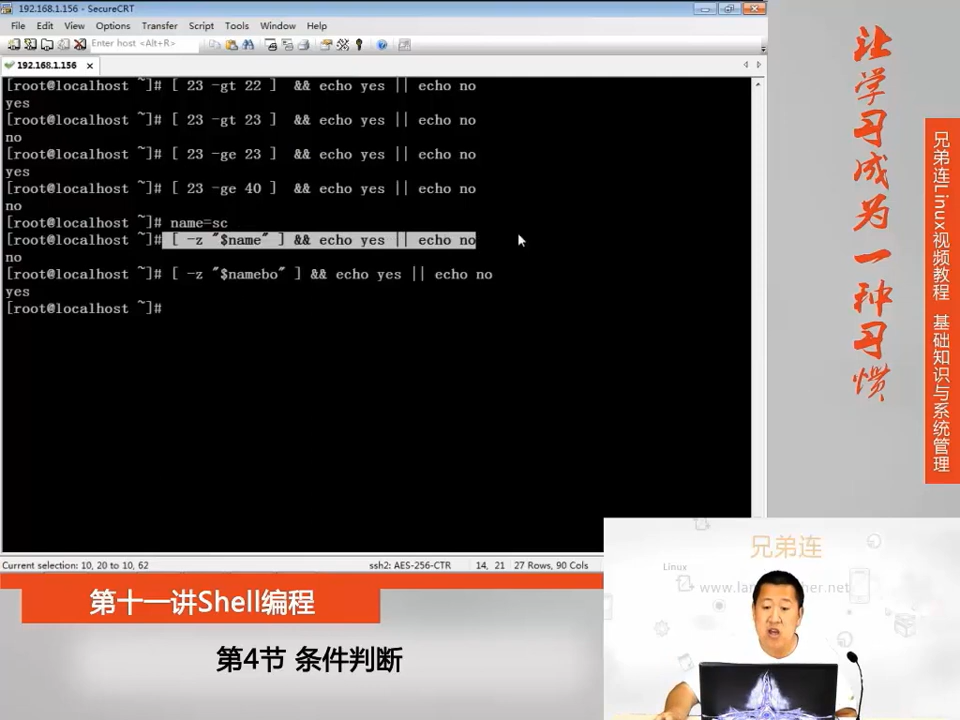 192.168.1.156 - SecureCRT
File Edit View Options Transfer Script Tools Window Help
Enter host <Alt+R>
192.168.1.156
[root@localhost ~]# [ 23 -gt 22 ]  && echo yes || echo no
yes
[root@localhost ~]# [ 23 -gt 23 ]  && echo yes || echo no
no
[root@localhost ~]# [ 23 -ge 23 ]  && echo yes || echo no
yes
[root@localhost ~]# [ 23 -ge 40 ]  && echo yes || echo no
no
[root@localhost ~]# name=sc
[root@localhost ~]# [ -z "$name" ] && echo yes || echo no
no
[root@localhost ~]# [ -z "$namebo" ] && echo yes || echo no
yes
[root@localhost ~]#
Current selection: 10, 20 to 10, 62 ssh2: AES-256-CTR 14, 21 27 Rows, 90 Cols
让学习成为一种习惯
兄弟连Linux视频教程 基础知识与系统管理
兄弟连
Linux
第十一讲Shell编程
第4节 条件判断